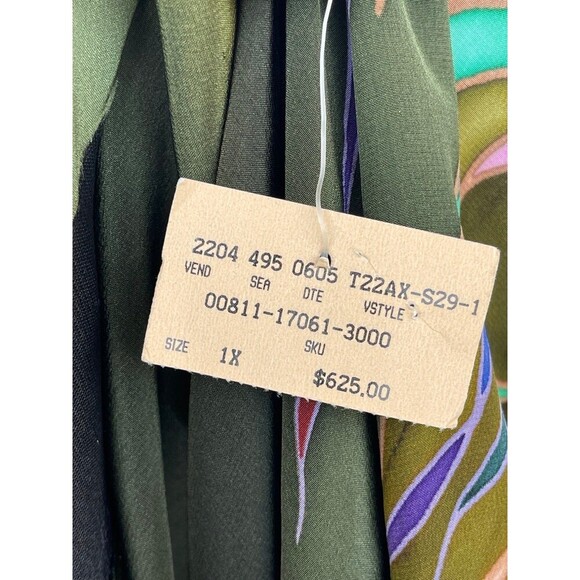 2204 495 0605 T22AX-S29-1
VEND SEA DTE VSTYLE
00811-17061-3000
SIZE 1X SKU
$625.00